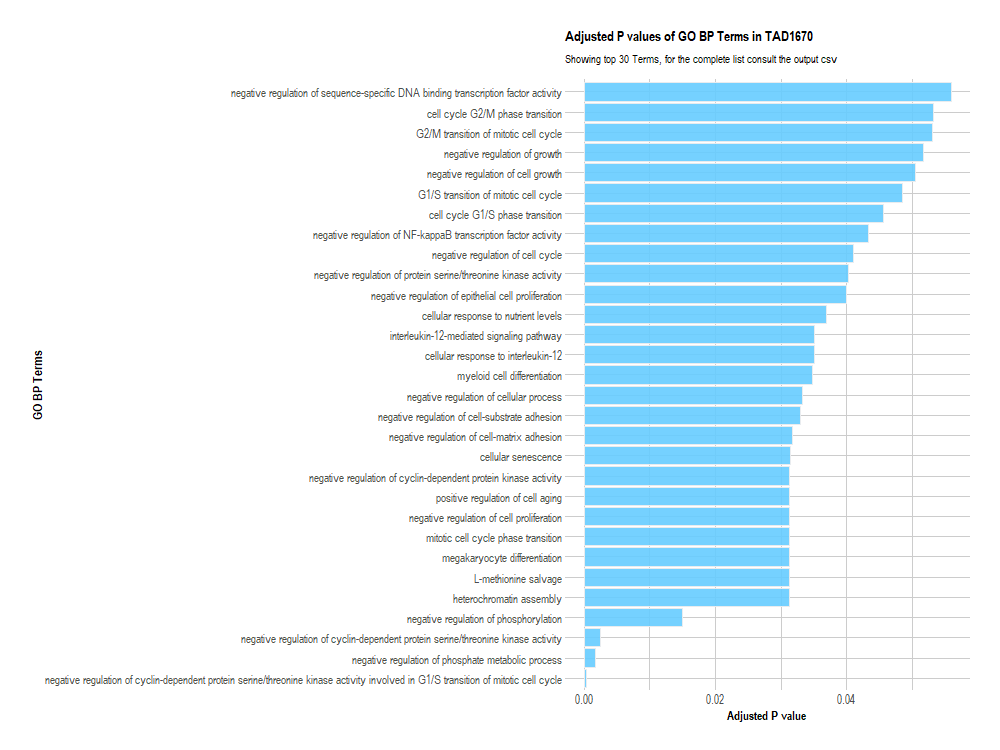 Adjusted P values of GO BP Terms in TAD1670
Showing top 30 Terms, for the complete list consult the output csv
negative regulation of sequence-specific DNA binding transcription factor activity
cell cycle G2/M phase transition
G2/M transition of mitotic cell cycle
negative regulation of growth
negative regulation of cell growth
G1/S transition of mitotic cell cycle
cell cycle G1/S phase transition
negative regulation of NF-kappaB transcription factor activity
negative regulation of cell cycle
negative regulation of protein serine/threonine kinase activity
negative regulation of epithelial cell proliferation
cellular response to nutrient levels
interleukin-12-mediated signaling pathway
cellular response to interleukin-12
myeloid cell differentiation
negative regulation of cellular process
negative regulation of cell-substrate adhesion
negative regulation of cell-matrix adhesion
cellular senescence
negative regulation of cyclin-dependent protein kinase activity
positive regulation of cell aging
negative regulation of cell proliferation
mitotic cell cycle phase transition
megakaryocyte differentiation
L-methionine salvage
heterochromatin assembly
negative regulation of phosphorylation
negative regulation of cyclin-dependent protein serine/threonine kinase activity
negative regulation of phosphate metabolic process
negative regulation of cyclin-dependent protein serine/threonine kinase activity involved in G1/S transition of mitotic cell cycle
GO BP Terms
0.00 0.02 0.04
Adjusted P value